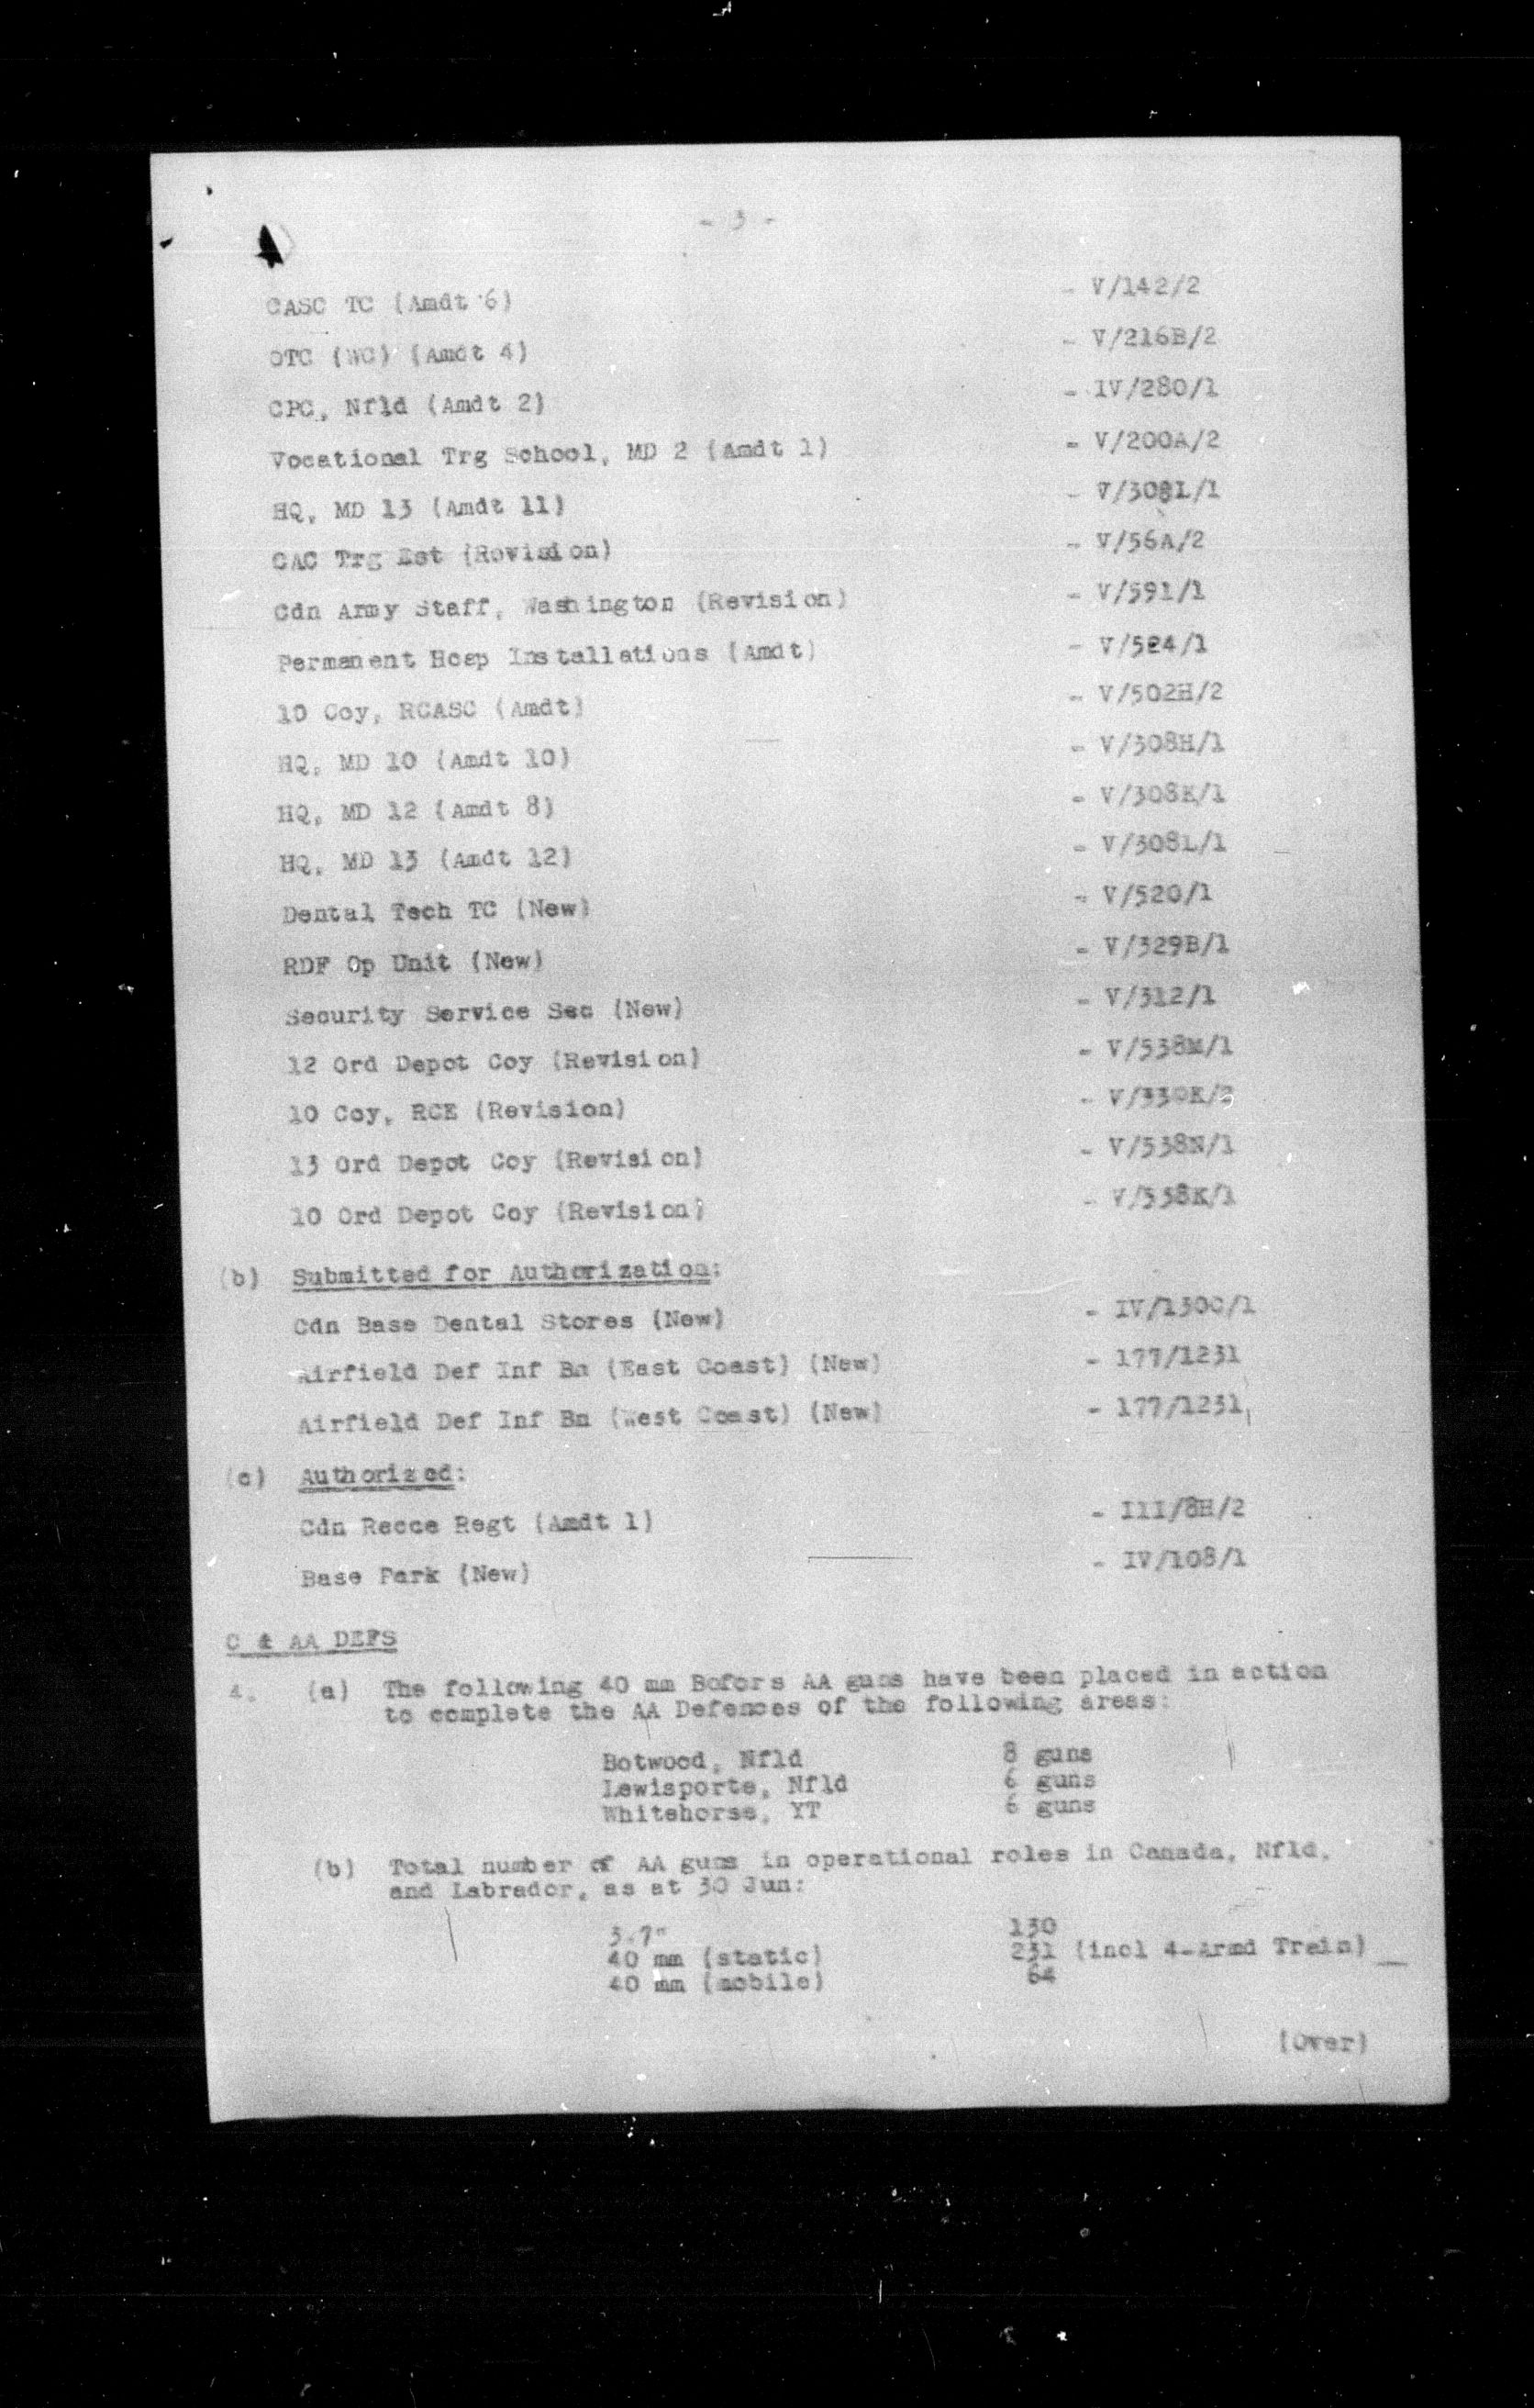 - 3 -
CASC TC (Amdt 6) - V/142/2
OTC (WC) (Amdt 4) - V/216B/2
CPC, Nfld (Amdt 2) - IV/280/1
Vocational Trg School, MD 2 (Amdt 1) - V/200A/2
HQ, MD 13 (Amdt 11) - V/308L/1
CAC Trg Est (Revision) - V/56A/2
Cdn Army Staff, Washington (Revision) - V/591/1
Permanent Hosp Installations (Amdt) - V/524/1
10 Coy, RCASC (Amdt) - V/502H/2
HQ, MD 10 (Amdt 10) - V/308H/1
HQ, MD 12 (Amdt 8) - V/308K/1
HQ, MD 13 (Amdt 12) - V/308L/1
Dental Tech TC (New) - V/520/1
RDF Op Unit (New) - V/329B/1
Security Service Sec (New) - V/312/1
12 Ord Depot Coy (Revision) - V/538M/1
10 Coy, RCE (Revision) - V/330K/2
13 Ord Depot Coy (Revision) - V/538N/1
10 Ord Depot Coy (Revision) - V/538K/1
(b) Submitted for Authorization:
Cdn Base Dental Stores (New) - IV/130C/1
Airfield Def Inf Bn (East Coast) (New) - 177/1231
Airfield Def Inf Bn (West Coast) (New) - 177/1231
(c) Authorized:
Cdn Recce Regt (Amdt 1) - III/8H/2
Base Park (New) - IV/108/1
C & AA DEFS
4. (a) The following 40 mm Bofors AA guns have been placed in action
to complete the AA Defences of the following areas:
Botwood, Nfld 8 guns
Lewisporte, Nfld 6 guns
Whitehorse, YT 6 guns
(b) Total number of AA guns in operational roles in Canada, Nfld,
and Labrador, as at 30 Jun:
3.7" 130
40 mm (static) 231 (incl 4-Armd Train)
40 mm (mobile) 64
(Over)